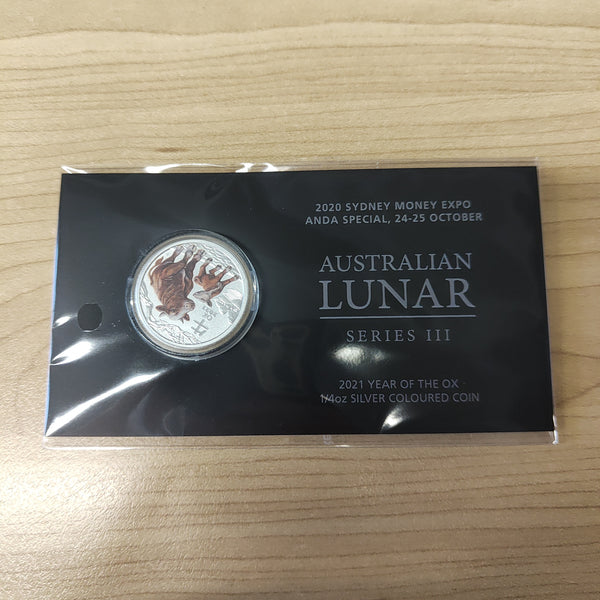 2020 SYDNEY MONEY EXPO
ANDA SPECIAL, 24-25 OCTOBER
AUSTRALIAN
LUNAR
SERIES III
2021 YEAR OF THE OX -
1/4oz SILVER COLOURED COIN